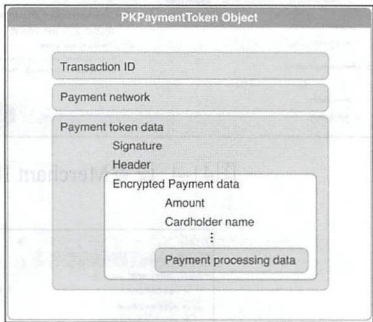 PKPaymentToken Object
Transaction ID
Payment network
Payment token data
Signature
Header
Encrypted Payment data
Amount
Cardholder name
⋮
Payment processing data